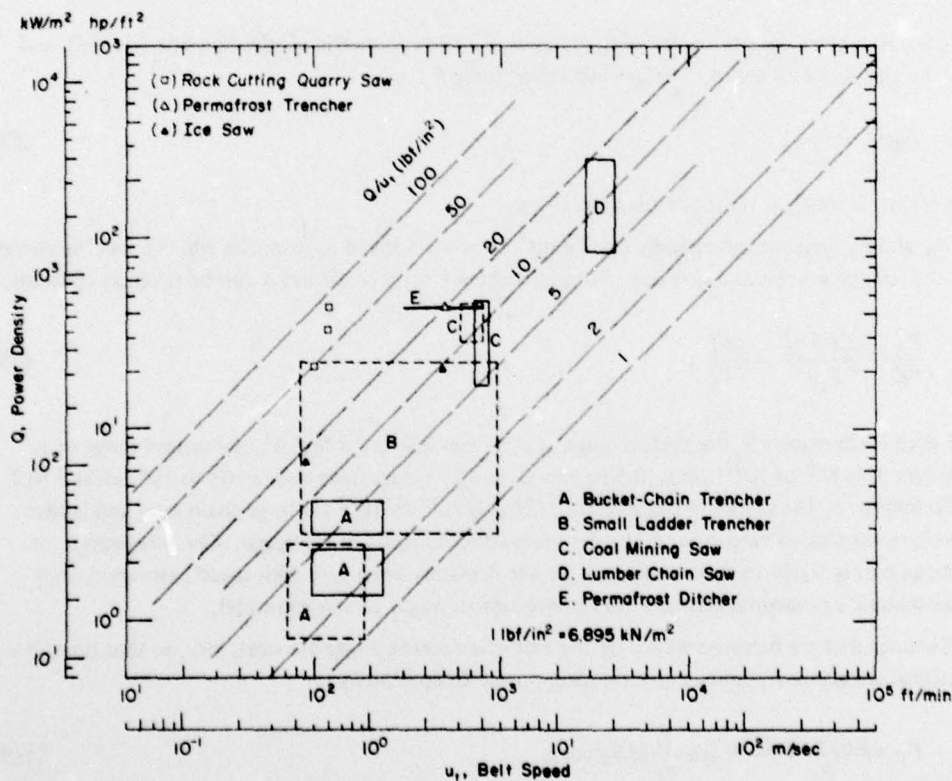 kW/m² hp/ft²
10³
10⁴
(□) Rock Cutting Quarry Saw
(△) Permafrost Trencher
(▲) Ice Saw
Q/u₁ (lbf/in²)
100
50
20
10
5
2
1
D
10²
10³
E
C
C
Q, Power Density
B
10¹
10²
A
A
A
10⁰
10¹
A. Bucket-Chain Trencher
B. Small Ladder Trencher
C. Coal Mining Saw
D. Lumber Chain Saw
E. Permafrost Ditcher
1 lbf/in² = 6.895 kN/m²
10¹ 10² 10³ 10⁴ 10⁵ ft/min
10⁻¹ 10⁰ 10¹ 10² m/sec
Belt Speed